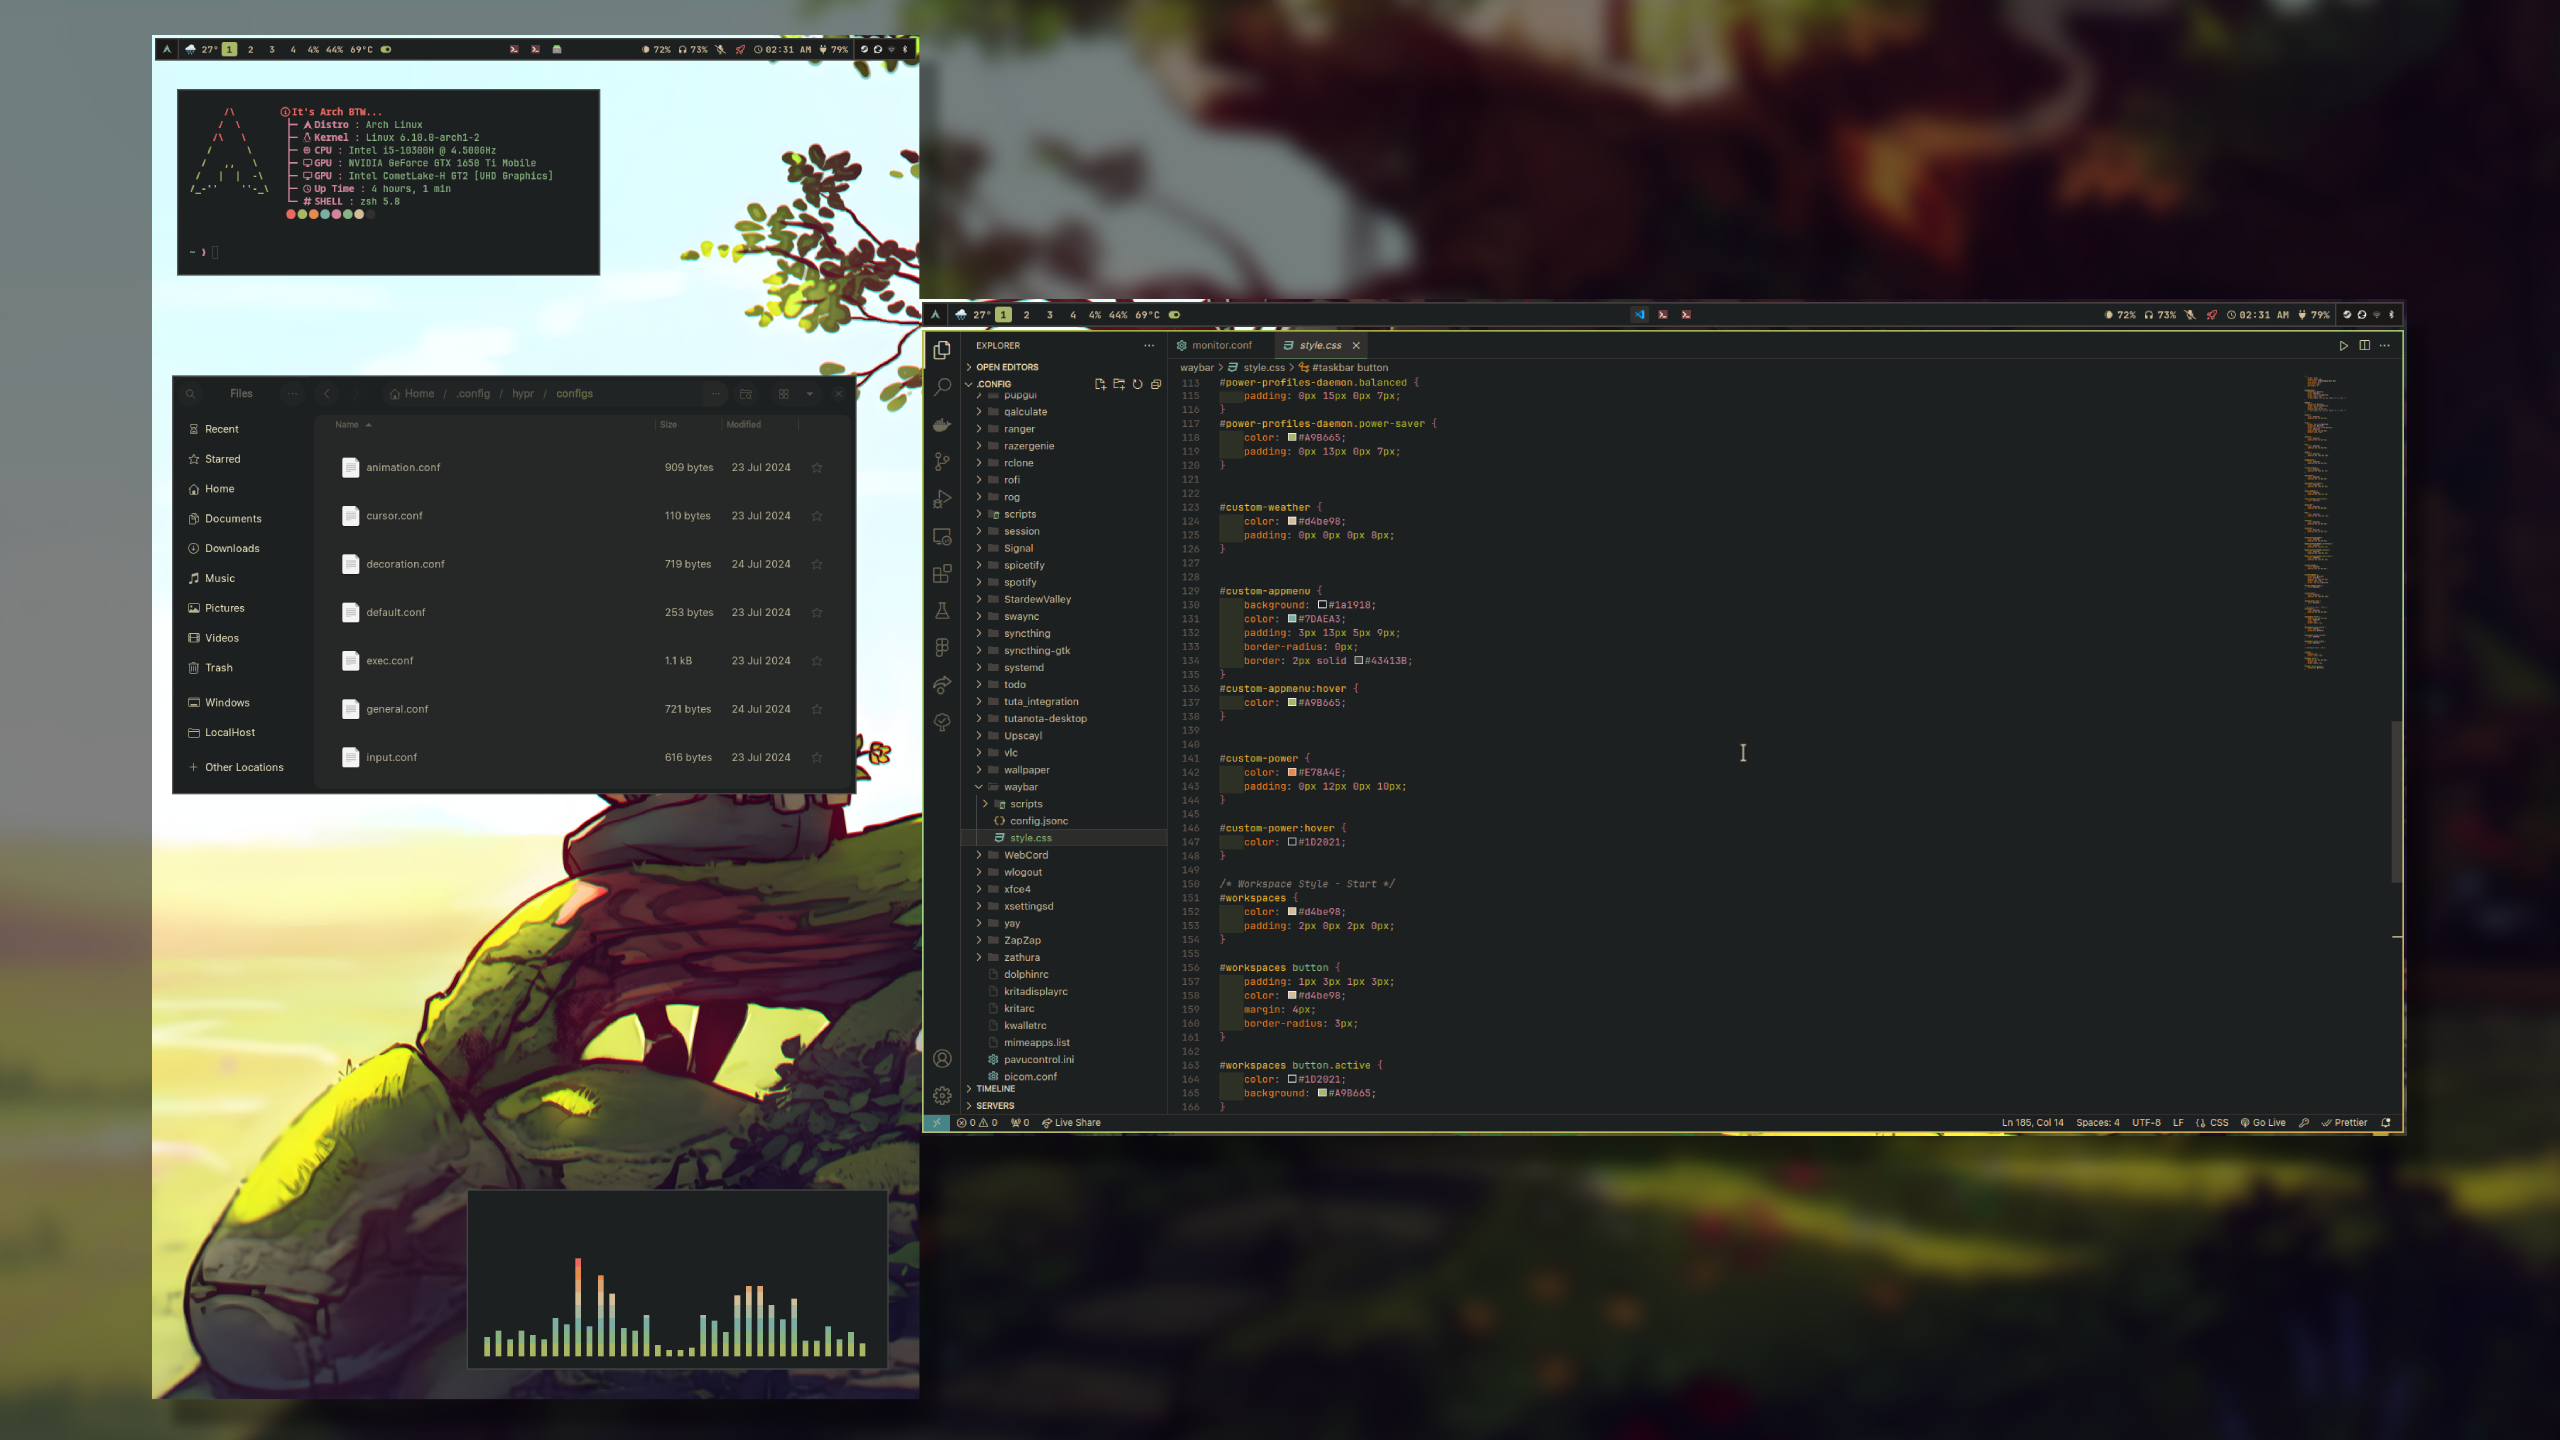 27° 1 2 3 4 4% 44% 69°C 72% 73% 02:31 AM 79%
It's Arch BTW...
Distro : Arch Linux
Kernel : Linux 6.10.0-arch1-2
CPU : Intel i5-10300H @ 4.500GHz
GPU : NVIDIA GeForce GTX 1650 Ti Mobile
GPU : Intel CometLake-H GT2 [UHD Graphics]
Up Time : 4 hours, 1 min
# SHELL : zsh 5.8
~ ❯
Files
Home / .config / hypr / configs
Recent
Starred
Home
Documents
Downloads
Music
Pictures
Videos
Trash
Windows
LocalHost
+ Other Locations
Name Size Modified
animation.conf 909 bytes 23 Jul 2024
cursor.conf 110 bytes 23 Jul 2024
decoration.conf 719 bytes 24 Jul 2024
default.conf 253 bytes 23 Jul 2024
exec.conf 1.1 kB 23 Jul 2024
general.conf 721 bytes 24 Jul 2024
input.conf 616 bytes 23 Jul 2024
27° 1 2 3 4 4% 44% 69°C 72% 73% 02:31 AM 79%
EXPLORER ···
OPEN EDITORS
.CONFIG
pupgui
qalculate
ranger
razergenie
rclone
rofi
rog
scripts
session
Signal
spicetify
spotify
StardewValley
swaync
syncthing
syncthing-gtk
systemd
todo
tuta_integration
tutanota-desktop
Upscayl
vlc
wallpaper
waybar
scripts
config.jsonc
style.css
WebCord
wlogout
xfce4
xsettingsd
yay
ZapZap
zathura
dolphinrc
kritadisplayrc
kritarc
kwalletrc
mimeapps.list
pavucontrol.ini
picom.conf
TIMELINE
SERVERS
monitor.conf style.css
waybar > style.css > #taskbar button
113 #power-profiles-daemon.balanced {
115 padding: 0px 15px 0px 7px;
116 }
117 #power-profiles-daemon.power-saver {
118 color: #A9B665;
119 padding: 0px 13px 0px 7px;
120 }
121
122
123 #custom-weather {
124 color: #d4be98;
125 padding: 0px 0px 0px 8px;
126 }
127
128
129 #custom-appmenu {
130 background: #1a1918;
131 color: #7DAEA3;
132 padding: 3px 13px 5px 9px;
133 border-radius: 0px;
134 border: 2px solid #43413B;
135 }
136 #custom-appmenu:hover {
137 color: #A9B665;
138 }
139
140
141 #custom-power {
142 color: #E78A4E;
143 padding: 0px 12px 0px 10px;
144 }
145
146 #custom-power:hover {
147 color: #1D2021;
148 }
149
150 /* Workspace Style - Start */
151 #workspaces {
152 color: #d4be98;
153 padding: 2px 0px 2px 0px;
154 }
155
156 #workspaces button {
157 padding: 1px 3px 1px 3px;
158 color: #d4be98;
159 margin: 4px;
160 border-radius: 3px;
161 }
162
163 #workspaces button.active {
164 color: #1D2021;
165 background: #A9B665;
166 }
0 0 0 Live Share Ln 185, Col 14 Spaces: 4 UTF-8 LF {} CSS Go Live Prettier